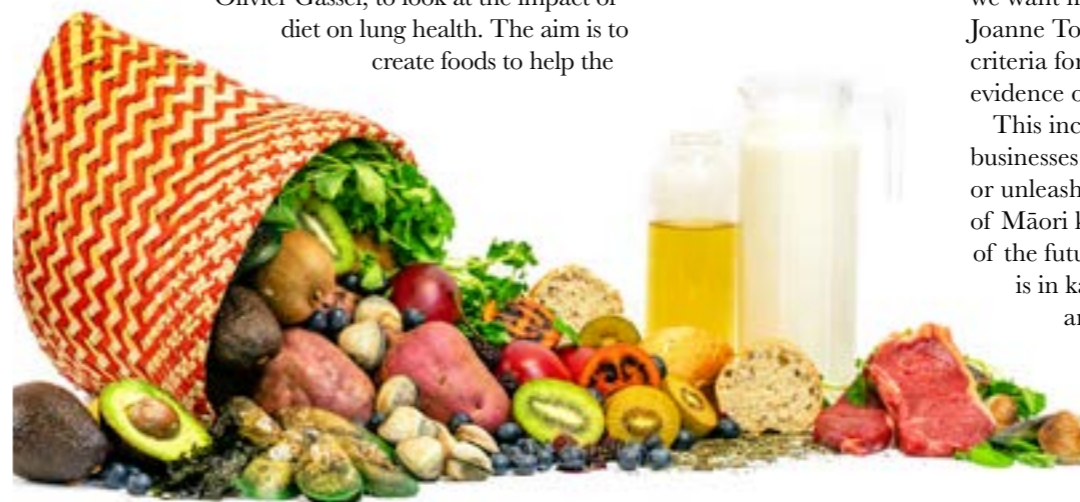 Olivier Gasser, to look at the impact of
diet on lung health. The aim is to
create foods to help the
we want
Joanne To
criteria for
evidence o
This inc
businesses
or unleash
of Māori k
of the futu
is in ka